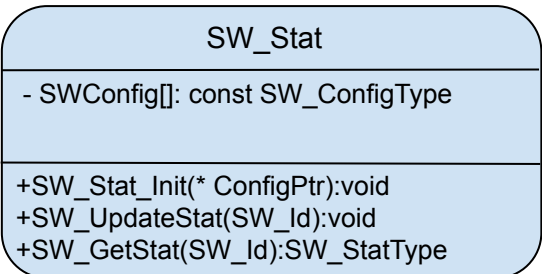 SW_Stat
- SWConfig[]: const SW_ConfigType
+SW_Stat_Init(* ConfigPtr):void
+SW_UpdateStat(SW_Id):void
+SW_GetStat(SW_Id):SW_StatType